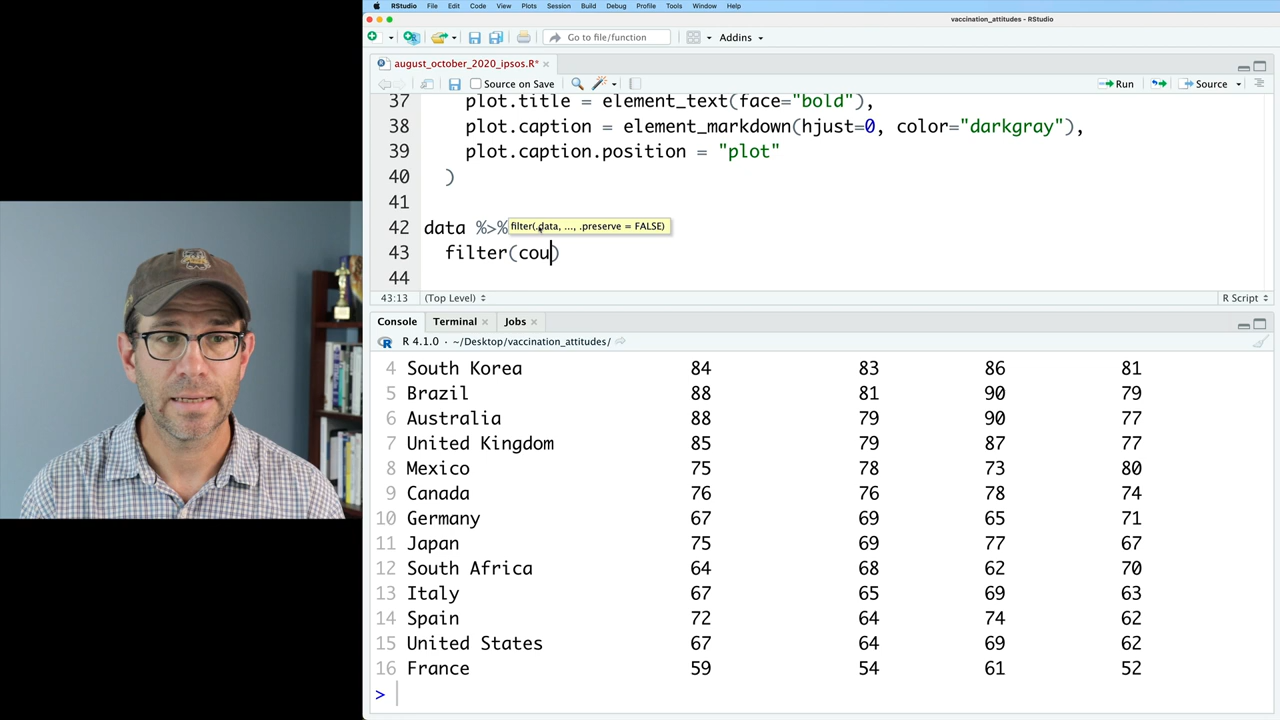 RStudio File Edit Code View Plots Session Build Debug Profile Tools Window Help
vaccination_attitudes - RStudio
Go to file/function Addins
august_october_2020_ipsos.R*
Source on Save Run Source
37 plot.title = element_text(face="bold"),
38 plot.caption = element_markdown(hjust=0, color="darkgray"),
39 plot.caption.position = "plot"
40 )
41
42 data %>% filter(.data, ..., .preserve = FALSE)
43 filter(cou)
44
43:13 (Top Level) R Script
Console Terminal Jobs
R 4.1.0 · ~/Desktop/vaccination_attitudes/
4 South Korea 84 83 86 81
5 Brazil 88 81 90 79
6 Australia 88 79 90 77
7 United Kingdom 85 79 87 77
8 Mexico 75 78 73 80
9 Canada 76 76 78 74
10 Germany 67 69 65 71
11 Japan 75 69 77 67
12 South Africa 64 68 62 70
13 Italy 67 65 69 63
14 Spain 72 64 74 62
15 United States 67 64 69 62
16 France 59 54 61 52
>